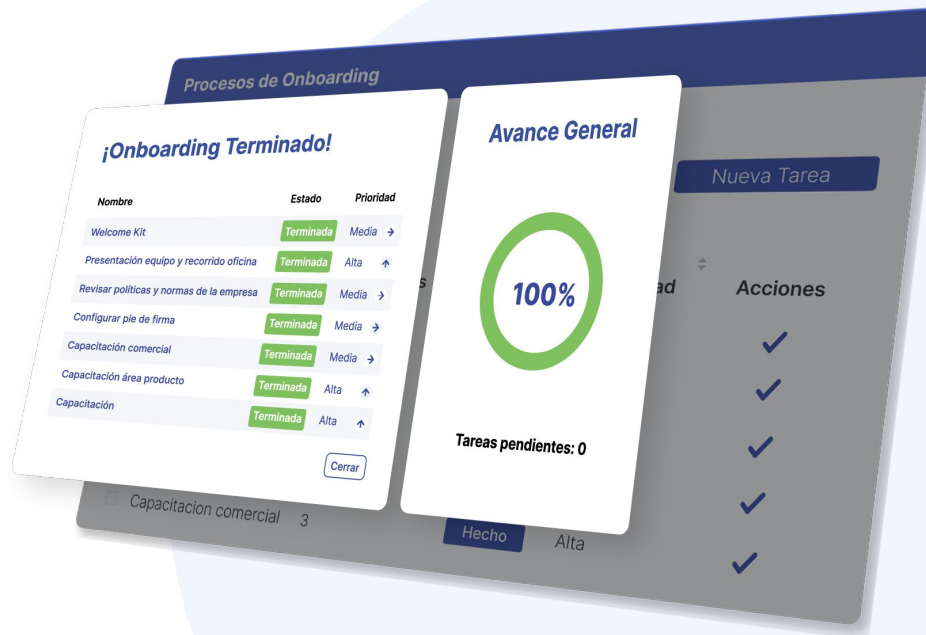 Procesos de Onboarding
¡Onboarding Terminado!
Nombre Estado Prioridad
Welcome Kit Terminada Media
Presentación equipo y recorrido oficina Terminada Alta
Revisar políticas y normas de la empresa Terminada Media
Configurar pie de firma Terminada Media
Capacitación comercial Terminada Media
Capacitación área producto Terminada Alta
Capacitación Terminada Alta
Cerrar
Avance General
100%
Tareas pendientes: 0
Nueva Tarea
s ad Acciones
Capacitacion comercial 3 Hecho Alta